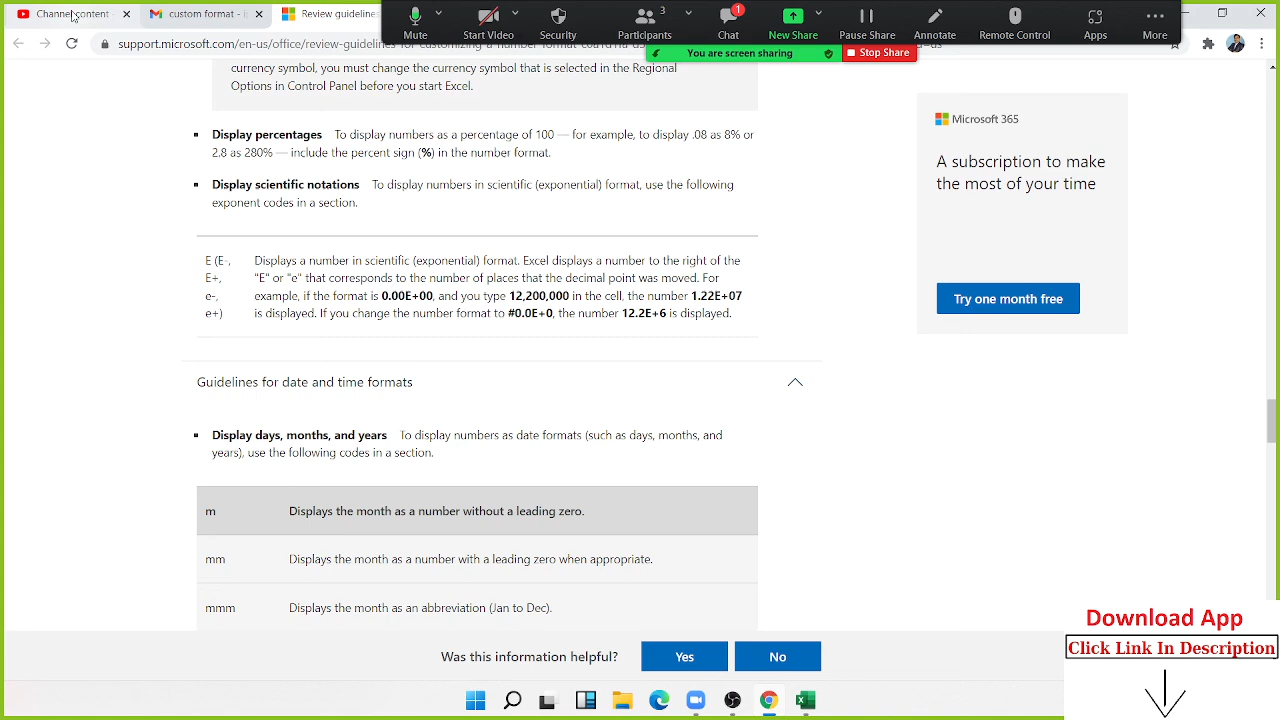 Channel content -
custom format -
Review guidelines
Mute
Start Video
Security
3
Participants
1
Chat
New Share
Pause Share
Annotate
Remote Control
Apps
More
You are screen sharing
Stop Share
currency symbol, you must change the currency symbol that is selected in the Regional
Options in Control Panel before you start Excel.
Display percentages To display numbers as a percentage of 100 — for example, to display .08 as 8% or
2.8 as 280% — include the percent sign (%) in the number format.
Display scientific notations To display numbers in scientific (exponential) format, use the following
exponent codes in a section.
E (E-, Displays a number in scientific (exponential) format. Excel displays a number to the right of the
E+, "E" or "e" that corresponds to the number of places that the decimal point was moved. For
e-, example, if the format is 0.00E+00, and you type 12,200,000 in the cell, the number 1.22E+07
e+) is displayed. If you change the number format to #0.0E+0, the number 12.2E+6 is displayed.
Guidelines for date and time formats
Display days, months, and years To display numbers as date formats (such as days, months, and
years), use the following codes in a section.
m Displays the month as a number without a leading zero.
mm Displays the month as a number with a leading zero when appropriate.
mmm Displays the month as an abbreviation (Jan to Dec).
Microsoft 365
A subscription to make
the most of your time
Try one month free
Was this information helpful?
Yes
No
Download App
Click Link In Description